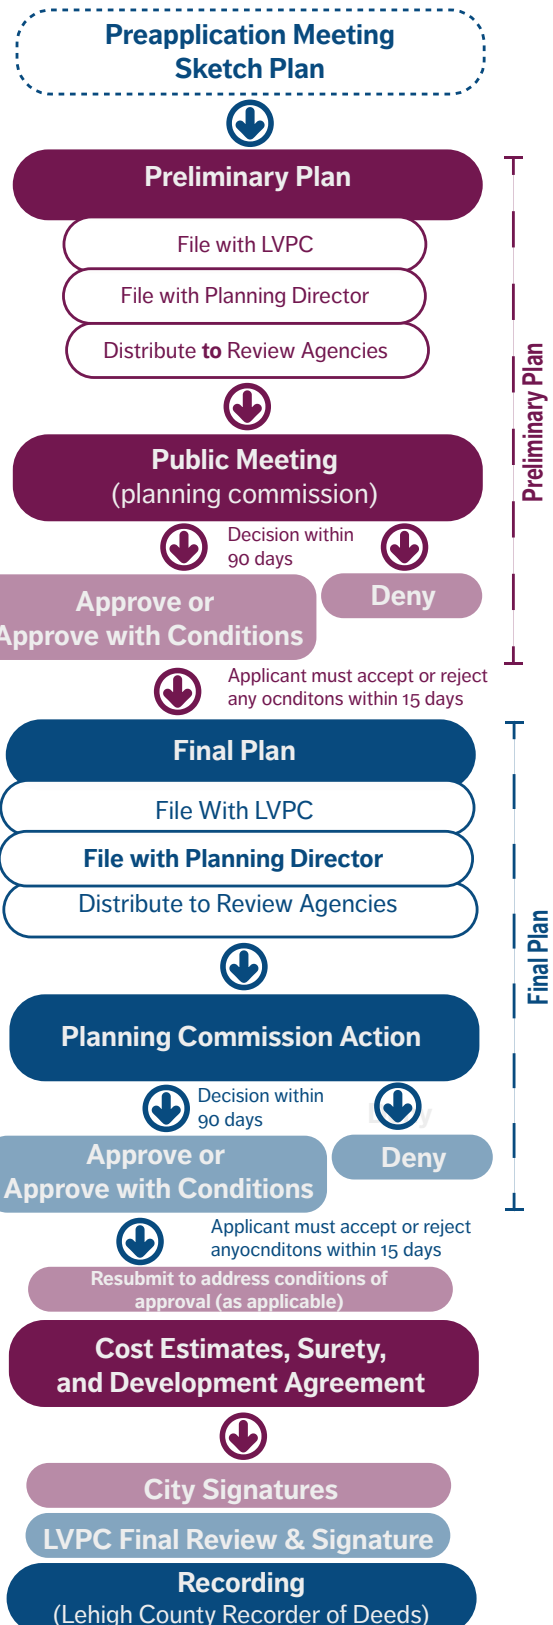 Preapplication Meeting
Sketch Plan
Preliminary Plan
File with LVPC
File with Planning Director
Distribute to Review Agencies
Public Meeting
(planning commission)
Decision within
90 days
Approve or
Approve with Conditions
Deny
Preliminary Plan
Applicant must accept or reject
any ocnditons within 15 days
Final Plan
File With LVPC
File with Planning Director
Distribute to Review Agencies
Planning Commission Action
Decision within
90 days
Deny
Approve or
Approve with Conditions
Deny
Final Plan
Applicant must accept or reject
anyocnditons within 15 days
Resubmit to address conditions of
approval (as applicable)
Cost Estimates, Surety,
and Development Agreement
City Signatures
LVPC Final Review & Signature
Recording
(Lehigh County Recorder of Deeds)